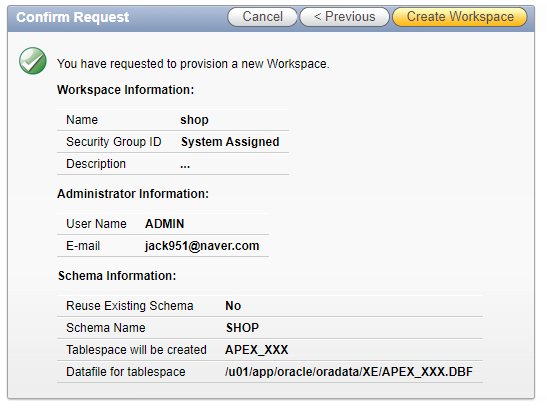 Confirm Request
Cancel
< Previous
Create Workspace
You have requested to provision a new Workspace.
Workspace Information:
Name shop
Security Group ID System Assigned
Description ...
Administrator Information:
User Name ADMIN
E-mail jack951@naver.com
Schema Information:
Reuse Existing Schema No
Schema Name SHOP
Tablespace will be created APEX_XXX
Datafile for tablespace /u01/app/oracle/oradata/XE/APEX_XXX.DBF